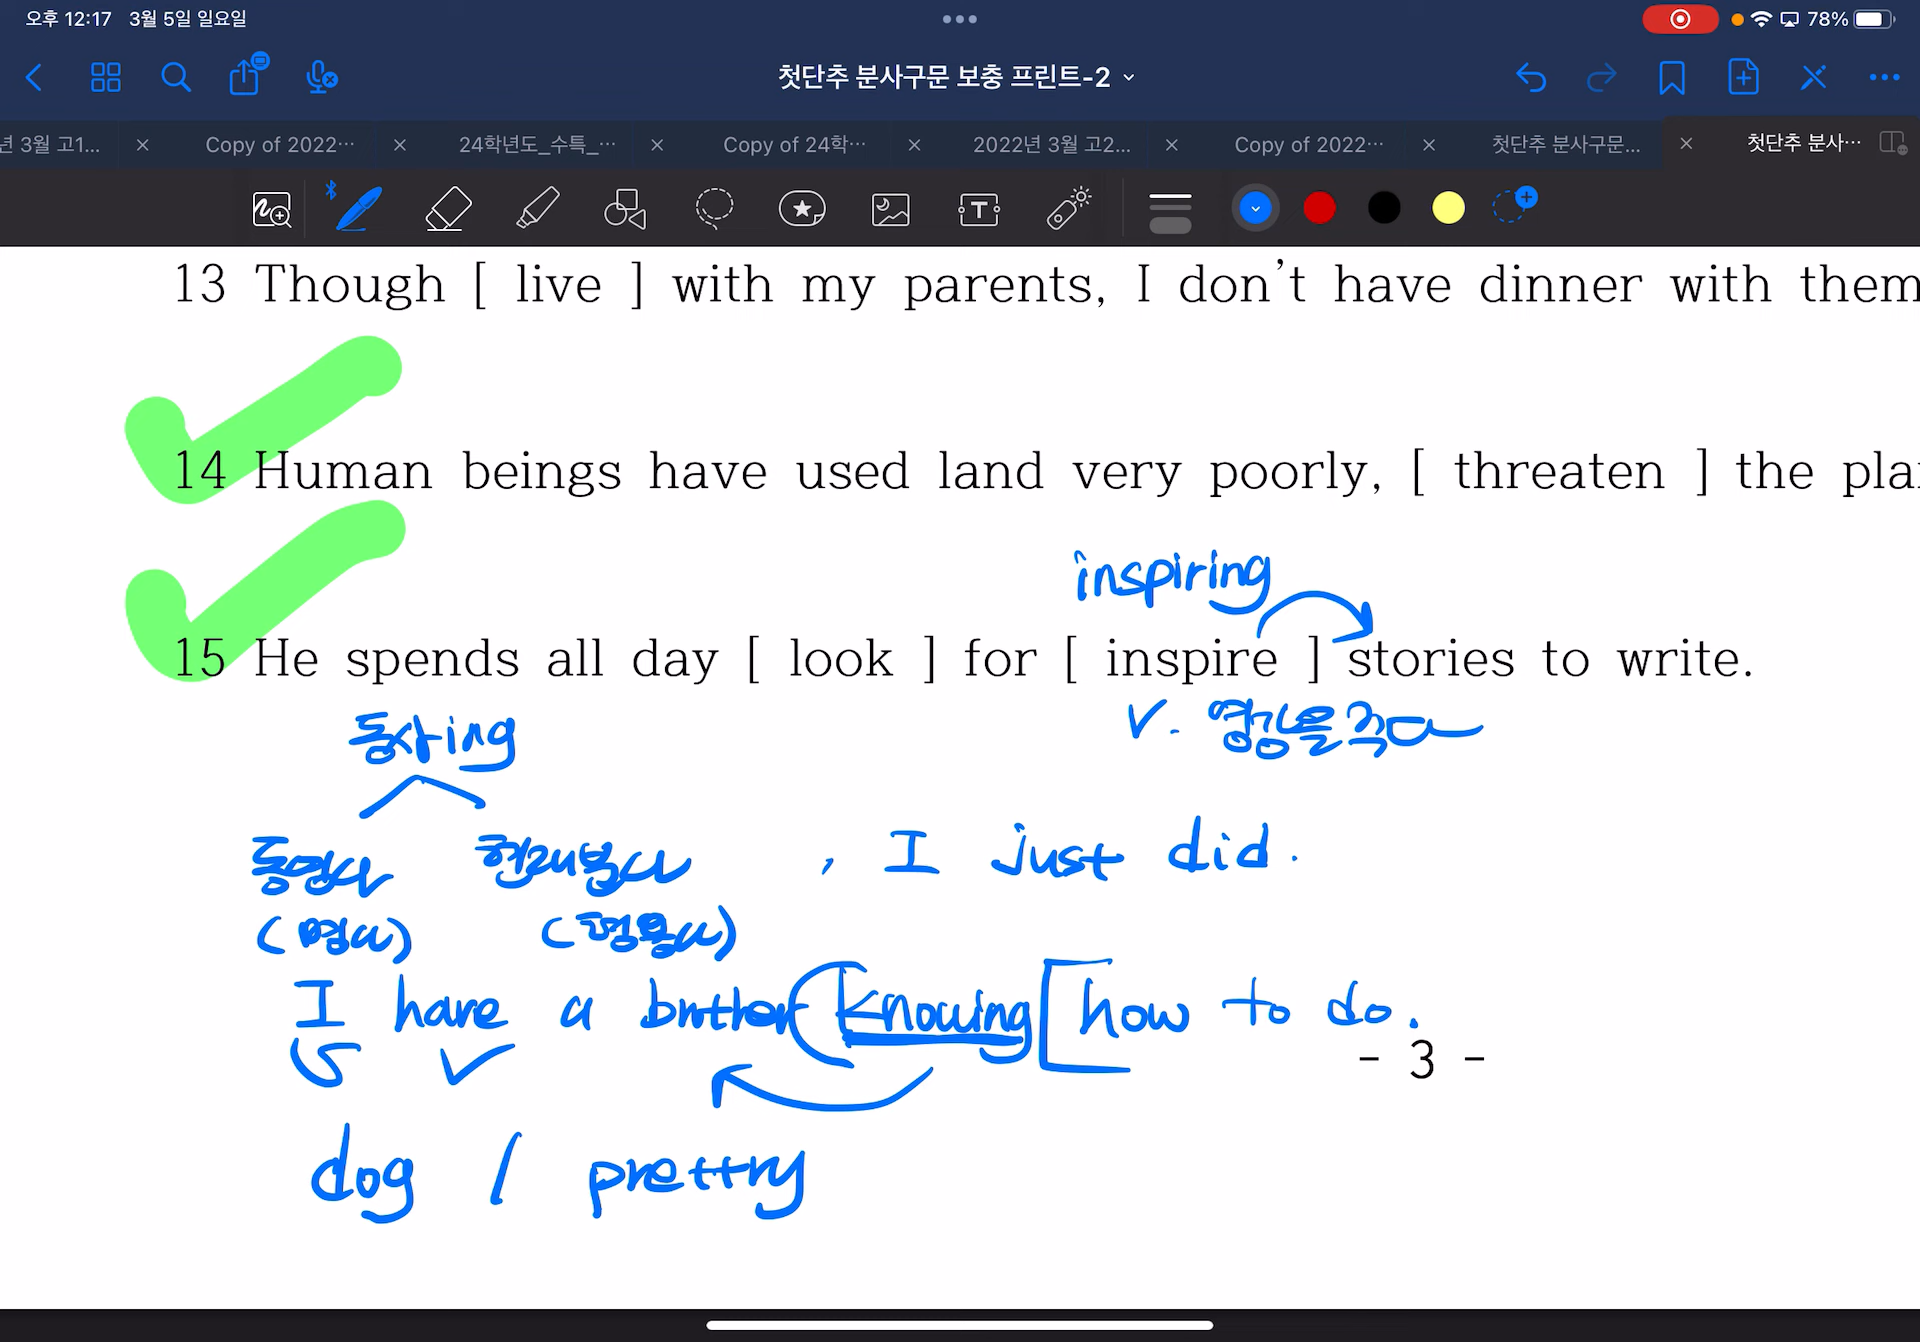 오후 12:17 3월 5일 일요일 78%
첫단추 분사구문 보충 프린트-2
년 3월 고1... Copy of 2022... 24학년도_수특_... Copy of 24학... 2022년 3월 고2... Copy of 2022... 첫단추 분사구문... 첫단추 분사...
13 Though [ live ] with my parents, I don't have dinner with them
14 Human beings have used land very poorly, [ threaten ] the pla
inspiring
15 He spends all day [ look ] for [ inspire ] stories to write.
동사ing V. 영감을 주다
동명사 현재분사 , I just did.
(명사) (형용사)
I have a brother knowing how to do.
S V
- 3 -
dog / prettry